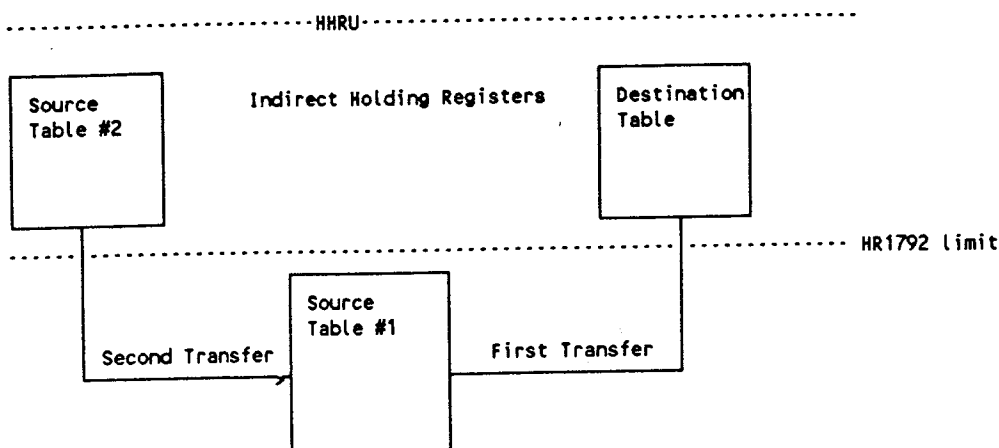 HHRU
Source
Table #2
Indirect Holding Registers
Destination
Table
HR1792 limit
Source
Table #1
Second Transfer
First Transfer